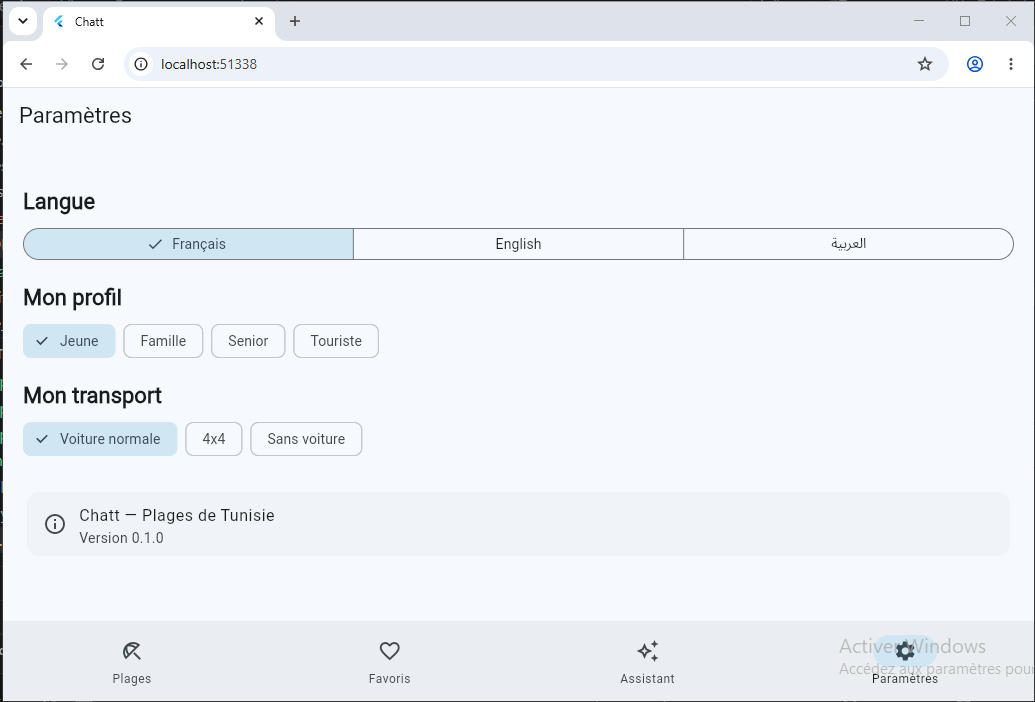 Chatt
localhost:51338
Paramètres
Langue
Français English العربية
Mon profil
Jeune Famille Senior Touriste
Mon transport
Voiture normale 4x4 Sans voiture
Chatt — Plages de Tunisie
Version 0.1.0
Activer Windows
Accédez aux paramètres pour
Plages Favoris Assistant Paramètres